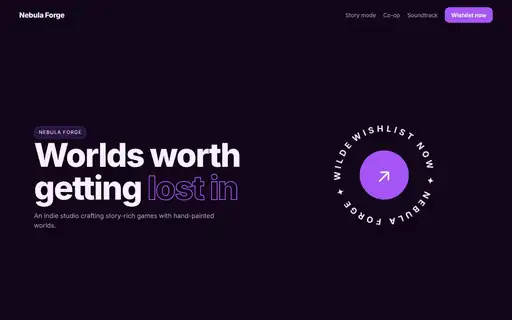 Nebula Forge
Story mode
Co-op
Soundtrack
Wishlist now
NEBULA FORGE
Worlds worth
getting lost in
An indie studio crafting story-rich games with hand-painted
worlds.
WISHLIST NOW ✦ NEBULA FORGE ✦ WILDE